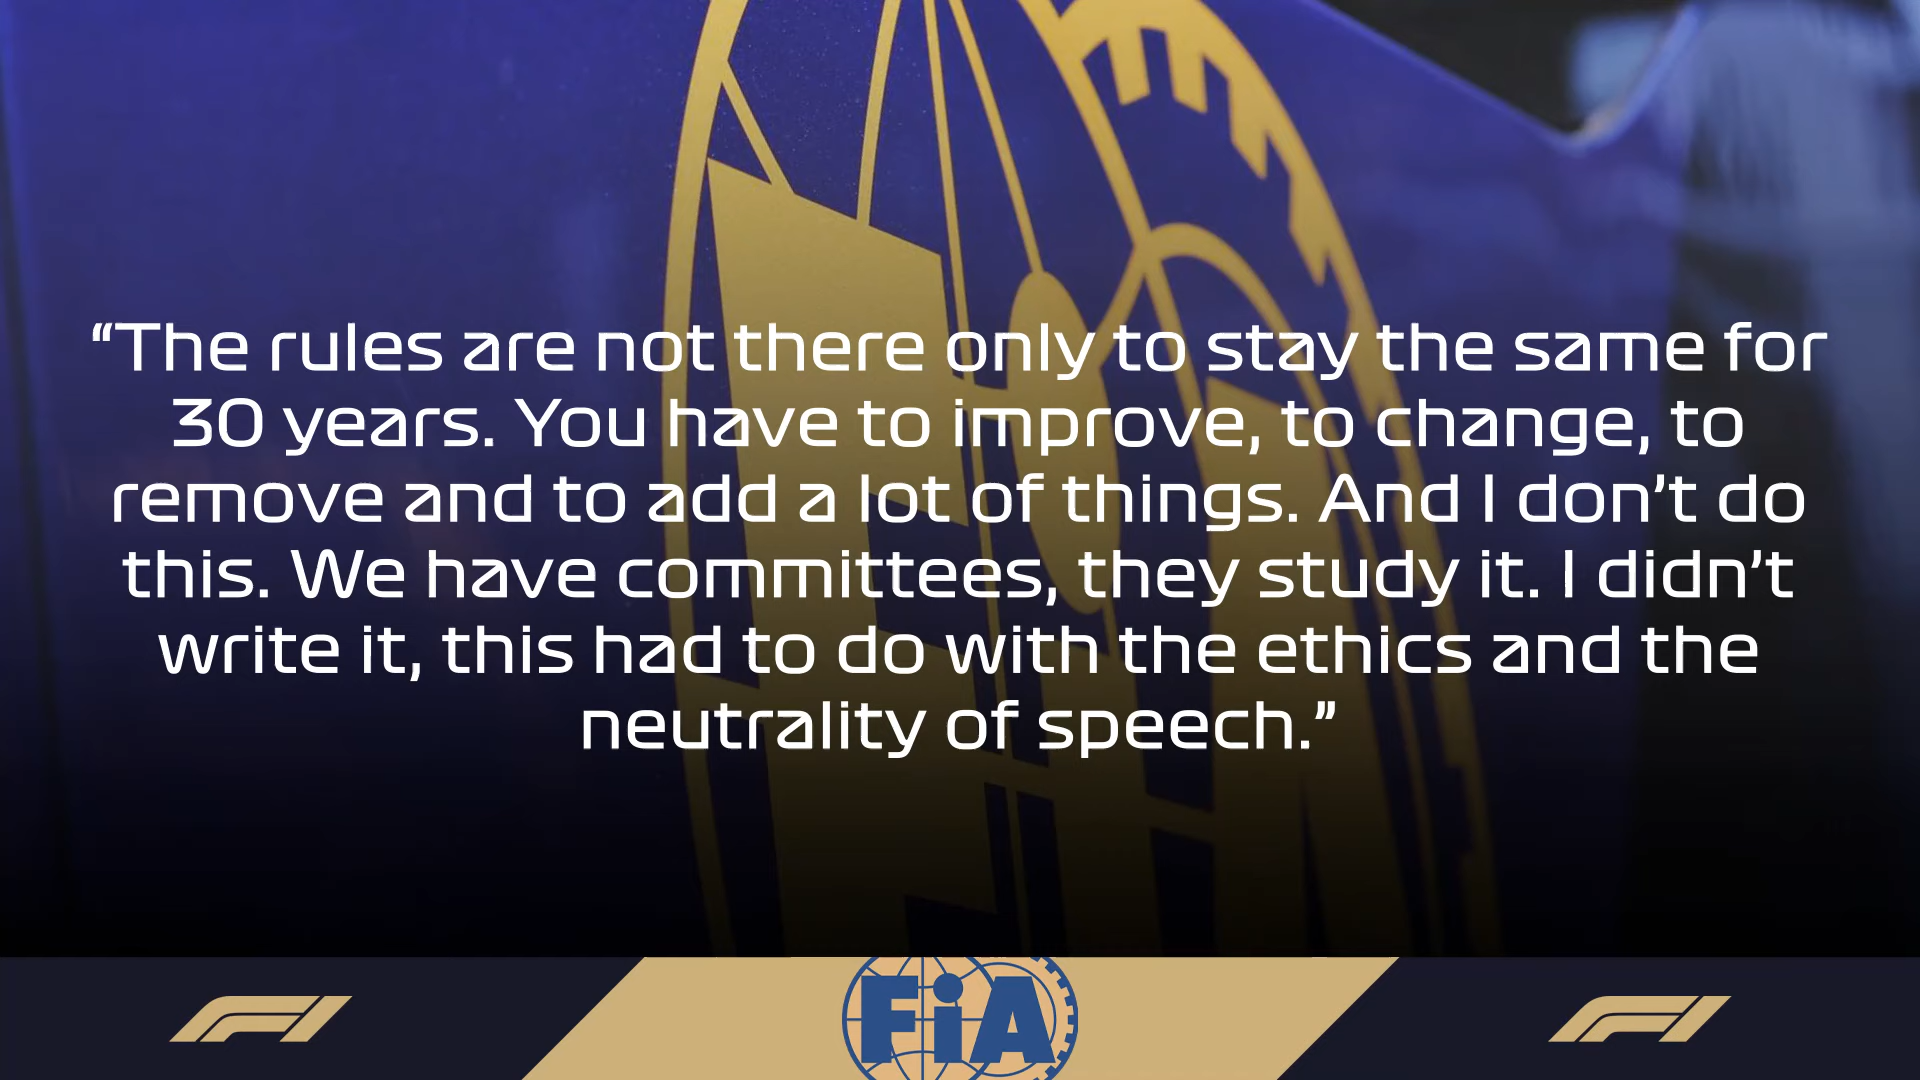 “The rules are not there only to stay the same for
30 years. You have to improve, to change, to
remove and to add a lot of things. And I don’t do
this. We have committees, they study it. I didn’t
write it, this had to do with the ethics and the
neutrality of speech.”
F1
FiA
F1